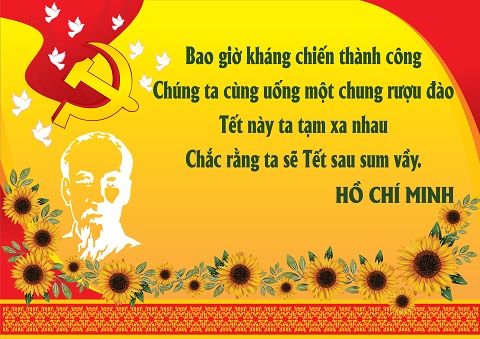 Bao giờ kháng chiến thành công
Chúng ta cùng uống một chung rượu đào
Tết này ta tạm xa nhau
Chắc rằng ta sẽ Tết sau sum vầy.
HỒ CHÍ MINH